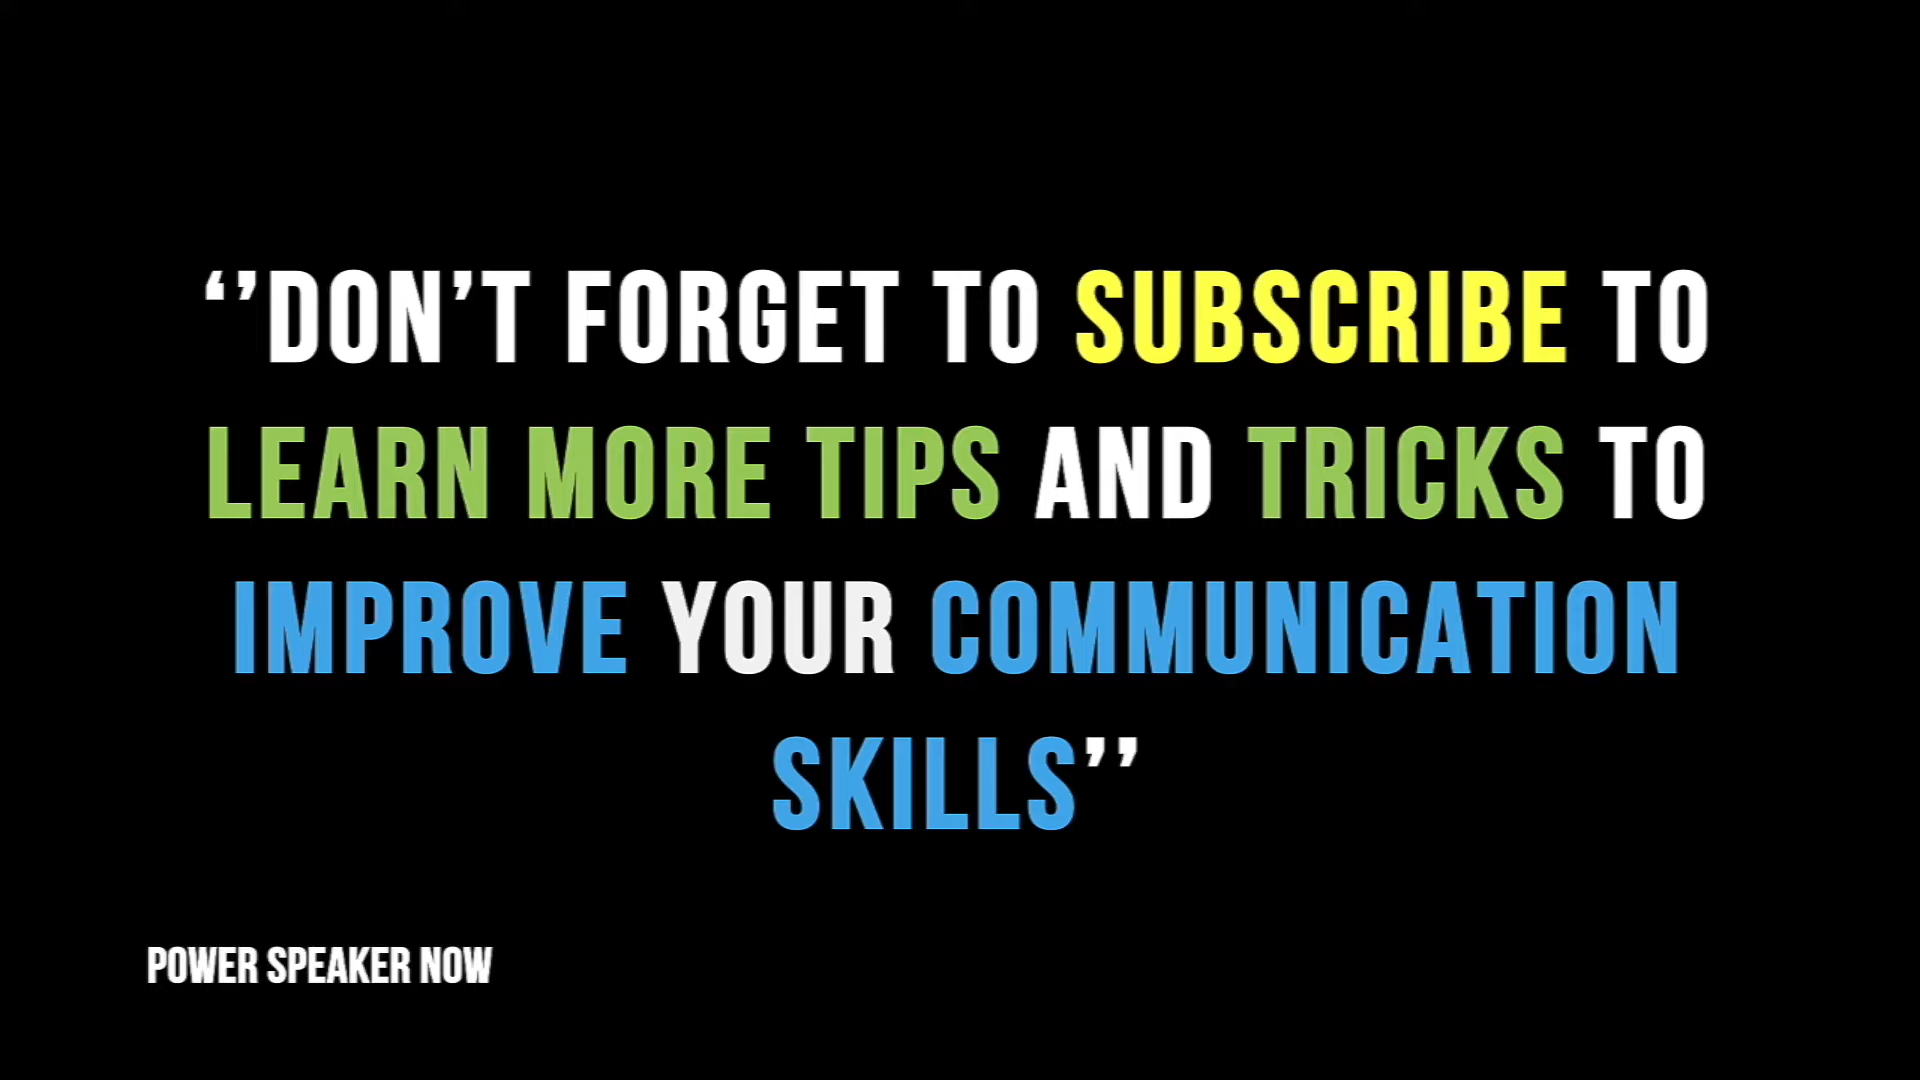 ‘’DON’T FORGET TO SUBSCRIBE TO
LEARN MORE TIPS AND TRICKS TO
IMPROVE YOUR COMMUNICATION
SKILLS’’
POWER SPEAKER NOW